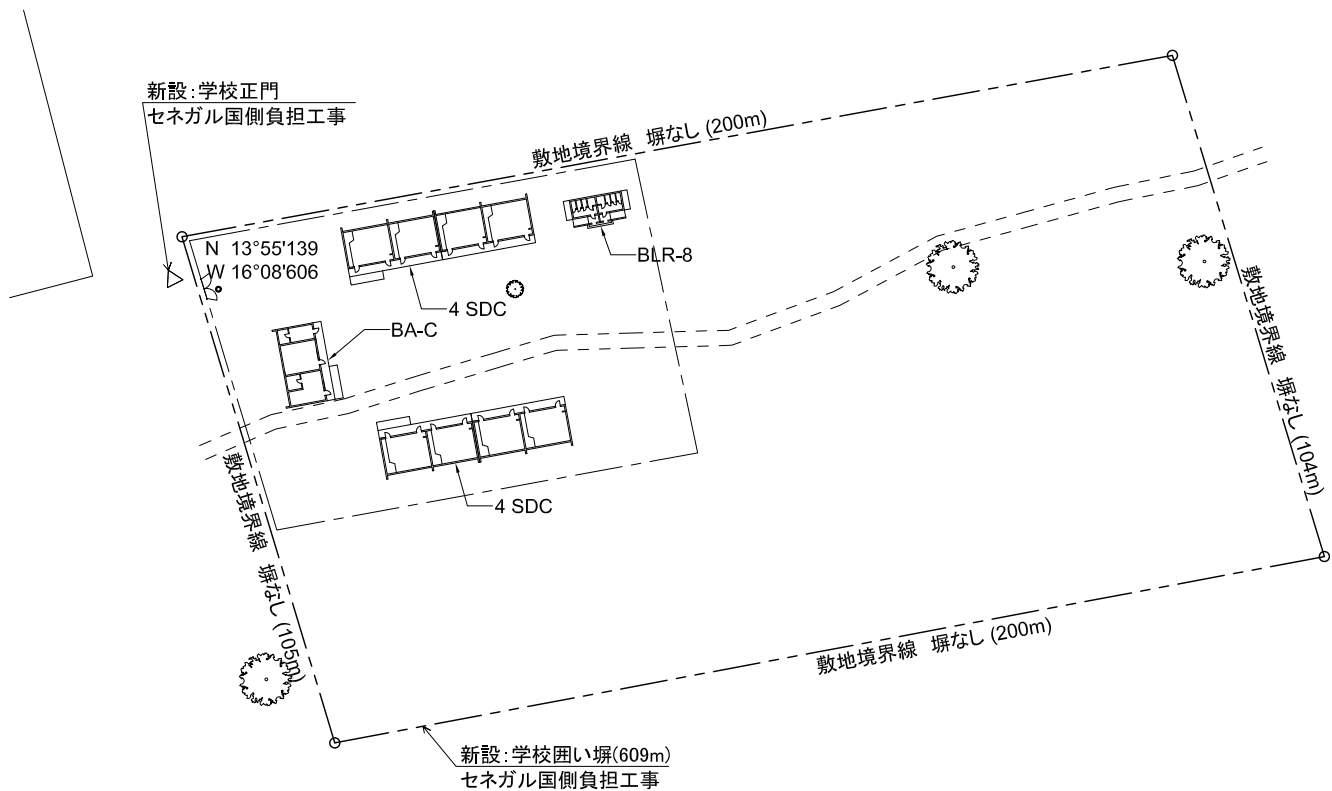 新設:学校正門
セネガル国側負担工事
敷地境界線 塀なし (200m)
N 13°55'139
W 16°08'606
BLR-8
4 SDC
BA-C
敷地境界線 塀なし (104m)
4 SDC
敷地境界線 塀なし (105m)
敷地境界線 塀なし (200m)
新設:学校囲い塀(609m)
セネガル国側負担工事